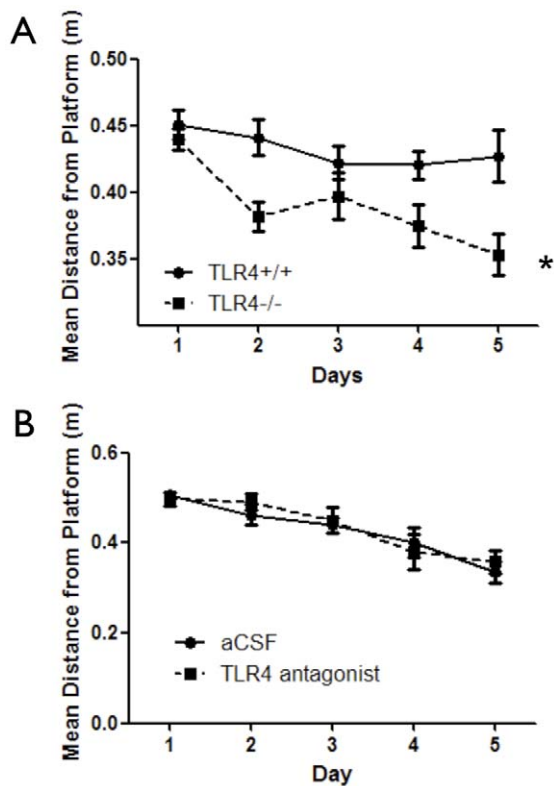 A
Mean Distance from Platform (m)
0.50
0.45
0.40
0.35
TLR4+/+
TLR4-/-
*
1 2 3 4 5
Days
B
Mean Distance from Platform (m)
0.6
0.4
0.2
0.0
aCSF
TLR4 antagonist
1 2 3 4 5
Day